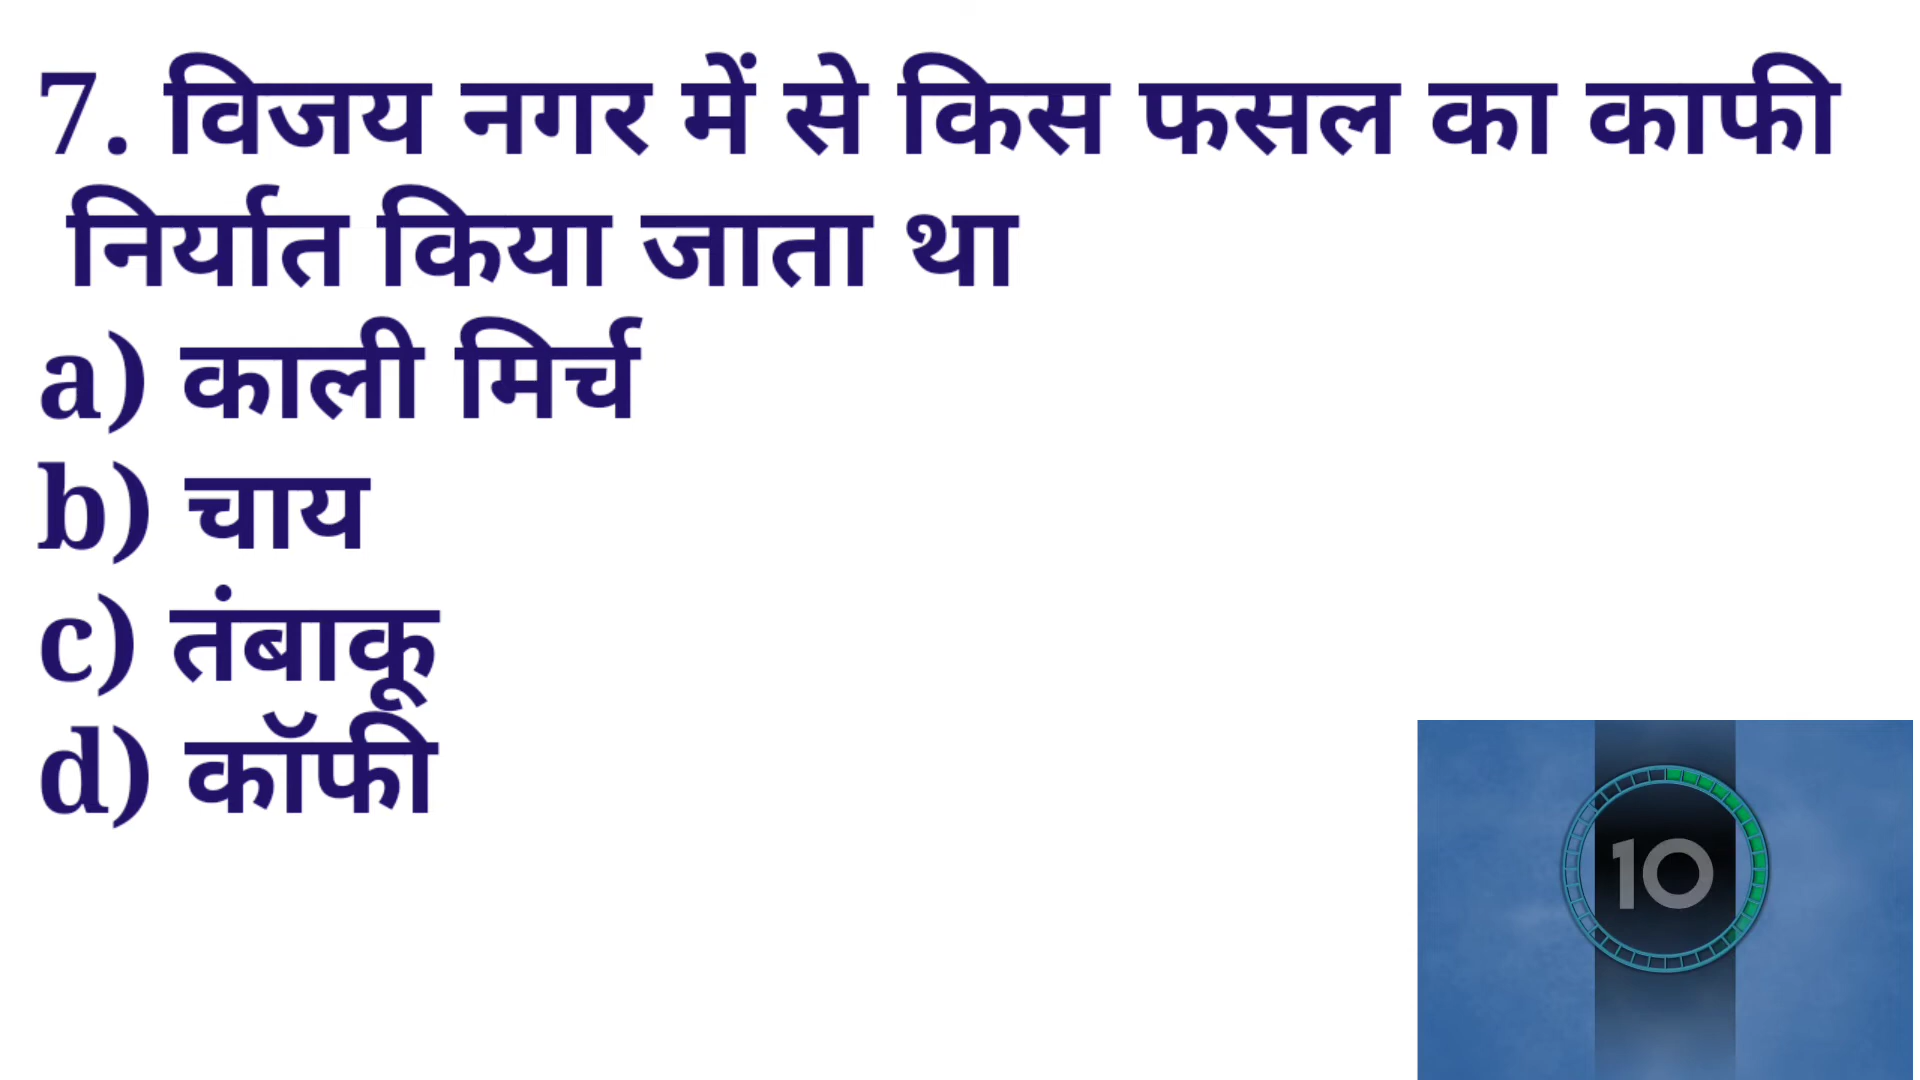 7. विजय नगर में से किस फसल का काफी
निर्यात किया जाता था
a) काली मिर्च
b) चाय
c) तंबाकू
d) कॉफी
10